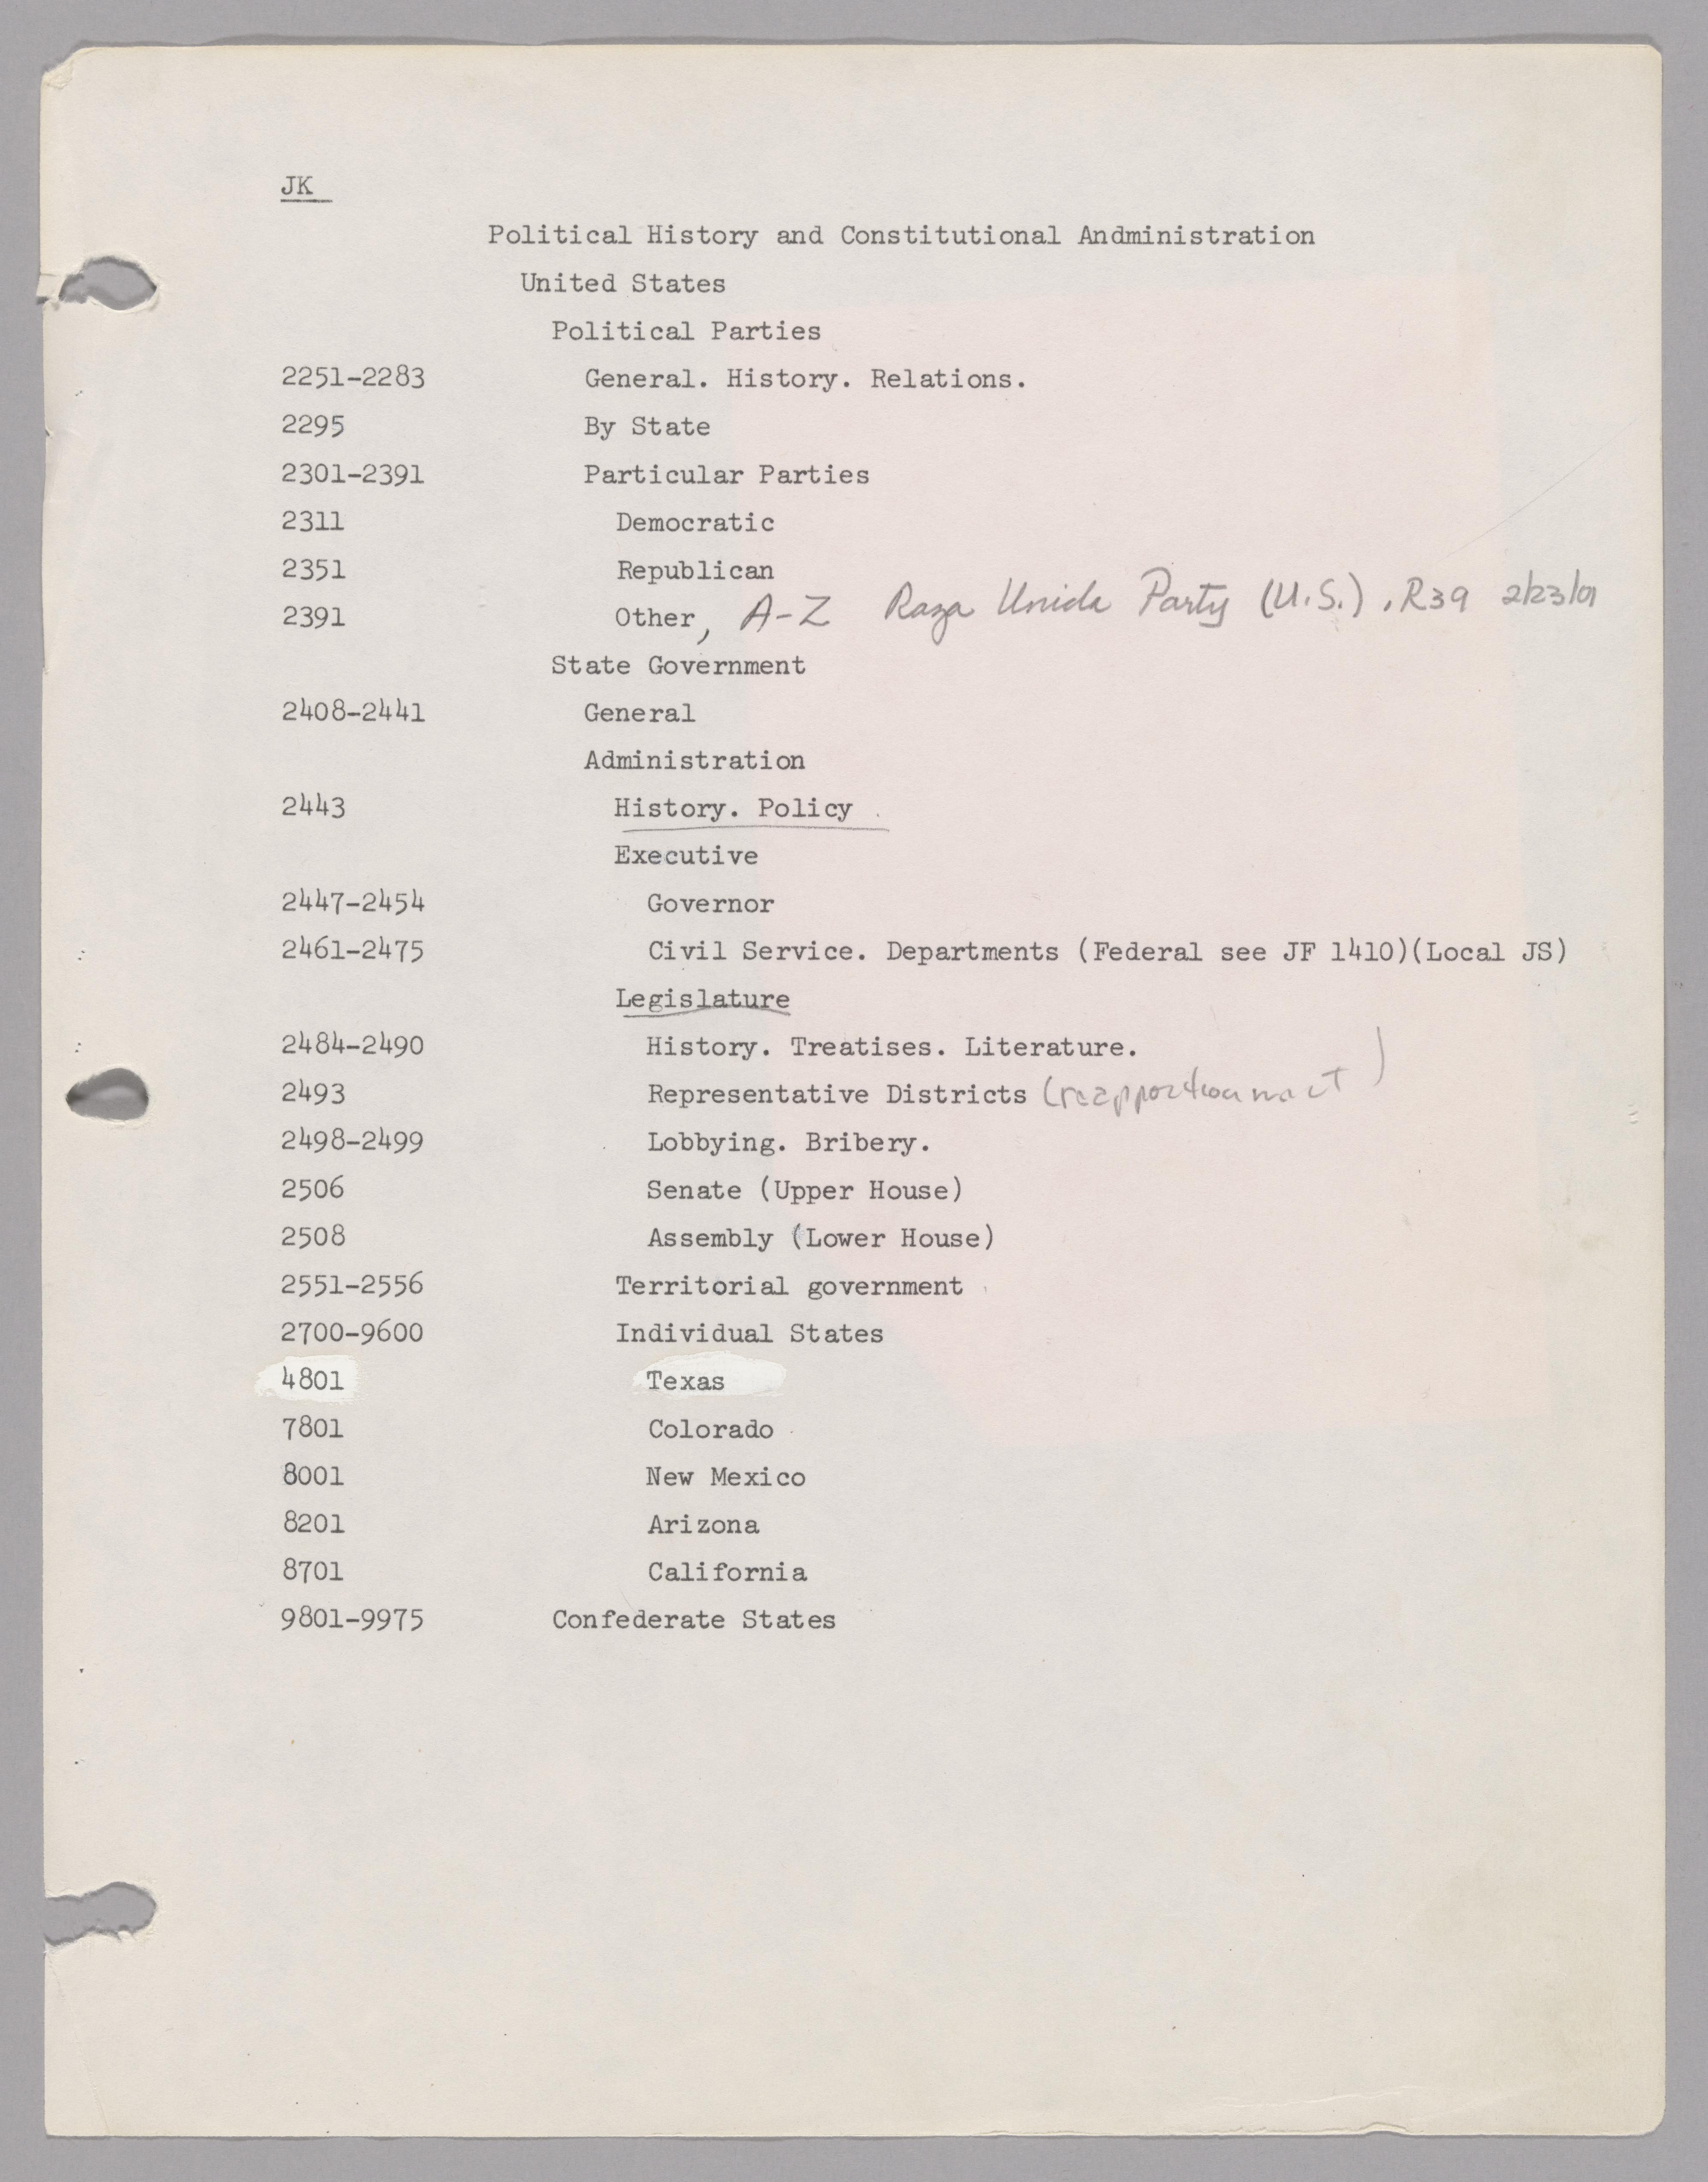 JK
Political History and Constitutional Andministration
United States
Political Parties
2251-2283 General. History. Relations.
2295 By State
2301-2391 Particular Parties
2311 Democratic
2351 Republican
2391 Other, A-Z Raza Unida Party (U.S.) .R39 2/23/01
State Government
2408-2441 General
Administration
2443 History. Policy
Executive
2447-2454 Governor
2461-2475 Civil Service. Departments (Federal see JF 1410)(Local JS)
Legislature
2484-2490 History. Treatises. Literature.
2493 Representative Districts (reapportionment)
2498-2499 Lobbying. Bribery.
2506 Senate (Upper House)
2508 Assembly (Lower House)
2551-2556 Territorial government
2700-9600 Individual States
4801 Texas
7801 Colorado
8001 New Mexico
8201 Arizona
8701 California
9801-9975 Confederate States